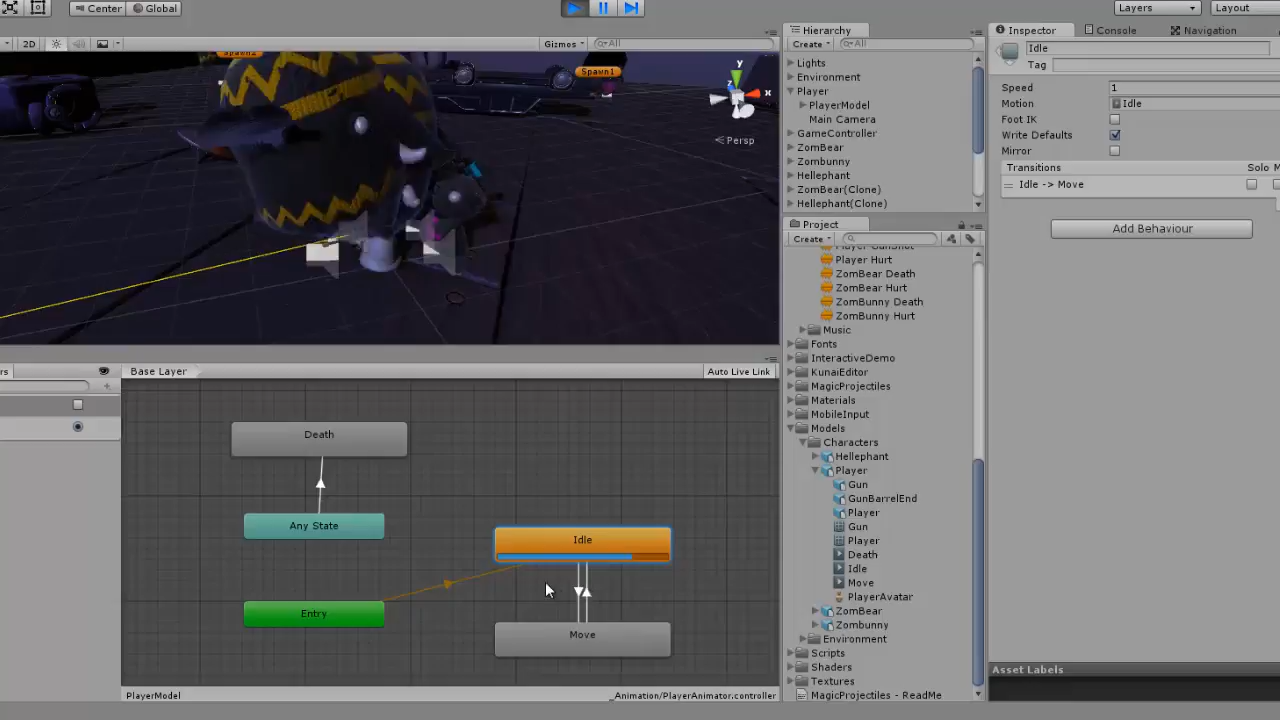 Center
Global
Layers
Layout
2D
Gizmos
All
Spawn1
y
z
x
Persp
Hierarchy
Create
All
Lights
Environment
Player
PlayerModel
Main Camera
GameController
ZomBear
Zombunny
Hellephant
ZomBear(Clone)
Hellephant(Clone)
Project
Create
Player GunShot
Player Hurt
ZomBear Death
ZomBear Hurt
ZomBunny Death
ZomBunny Hurt
Music
Fonts
InteractiveDemo
KunaiEditor
MagicProjectiles
Materials
MobileInput
Models
Characters
Hellephant
Player
Gun
GunBarrelEnd
Player
Gun
Player
Death
Idle
Move
PlayerAvatar
ZomBear
Zombunny
Environment
Scripts
Shaders
Textures
MagicProjectiles - ReadMe
Inspector
Console
Navigation
Idle
Tag
Speed 1
Motion Idle
Foot IK
Write Defaults
Mirror
Transitions Solo M
Idle -> Move
Add Behaviour
Asset Labels
rs
Base Layer
Auto Live Link
Death
Any State
Idle
Entry
Move
PlayerModel
_Animation/PlayerAnimator.controller